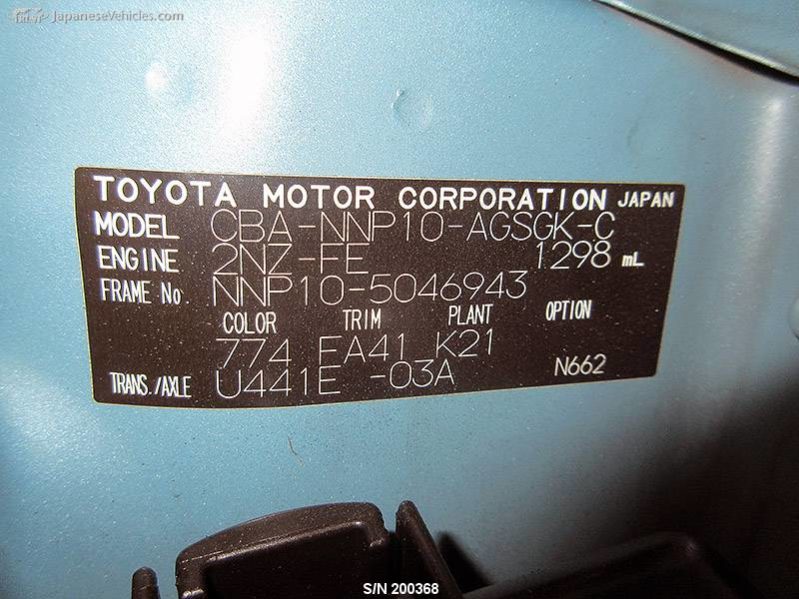 JapaneseVehicles.com
TOYOTA MOTOR CORPORATION JAPAN
MODEL CBA-NNP10-AGSGK-C
ENGINE 2NZ-FE 1298 mL
FRAME No. NNP10-5046943
COLOR TRIM PLANT OPTION
774 FA41 K21
TRANS./AXLE U441E -03A N662
S/N 200368